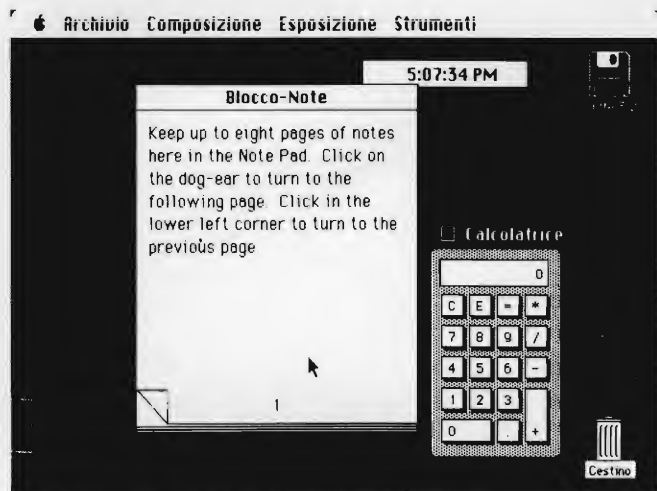 Archivio Composizione Esposizione Strumenti
5:07:34 PM
Blocco-Note
Keep up to eight pages of notes
here in the Note Pad. Click on
the dog-ear to turn to the
following page. Click in the
lower left corner to turn to the
previous page
1
Calcolatrice
0
C E = *
7 8 9 /
4 5 6 -
1 2 3
0 . +
Cestino